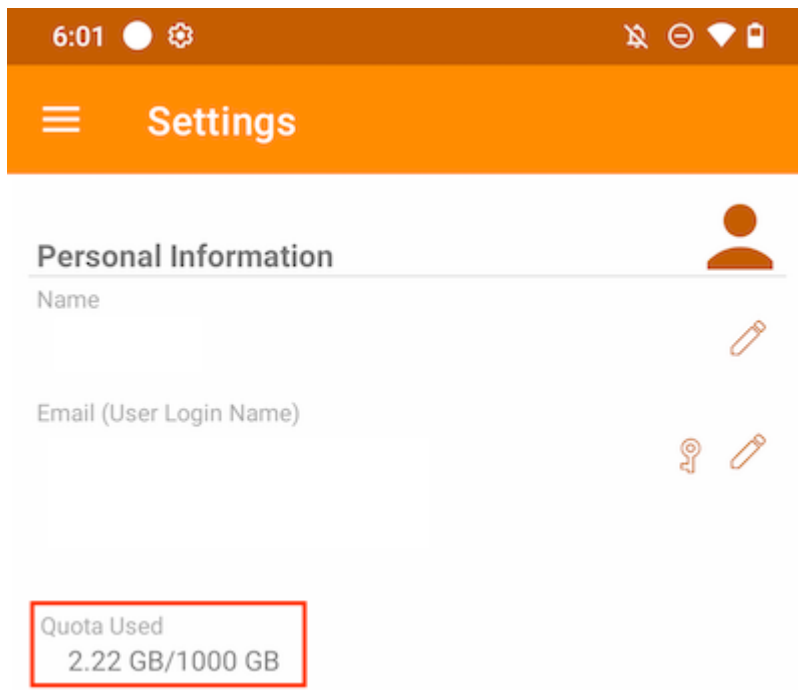 6:01
Settings
Personal Information
Name
Email (User Login Name)
Quota Used
2.22 GB/1000 GB